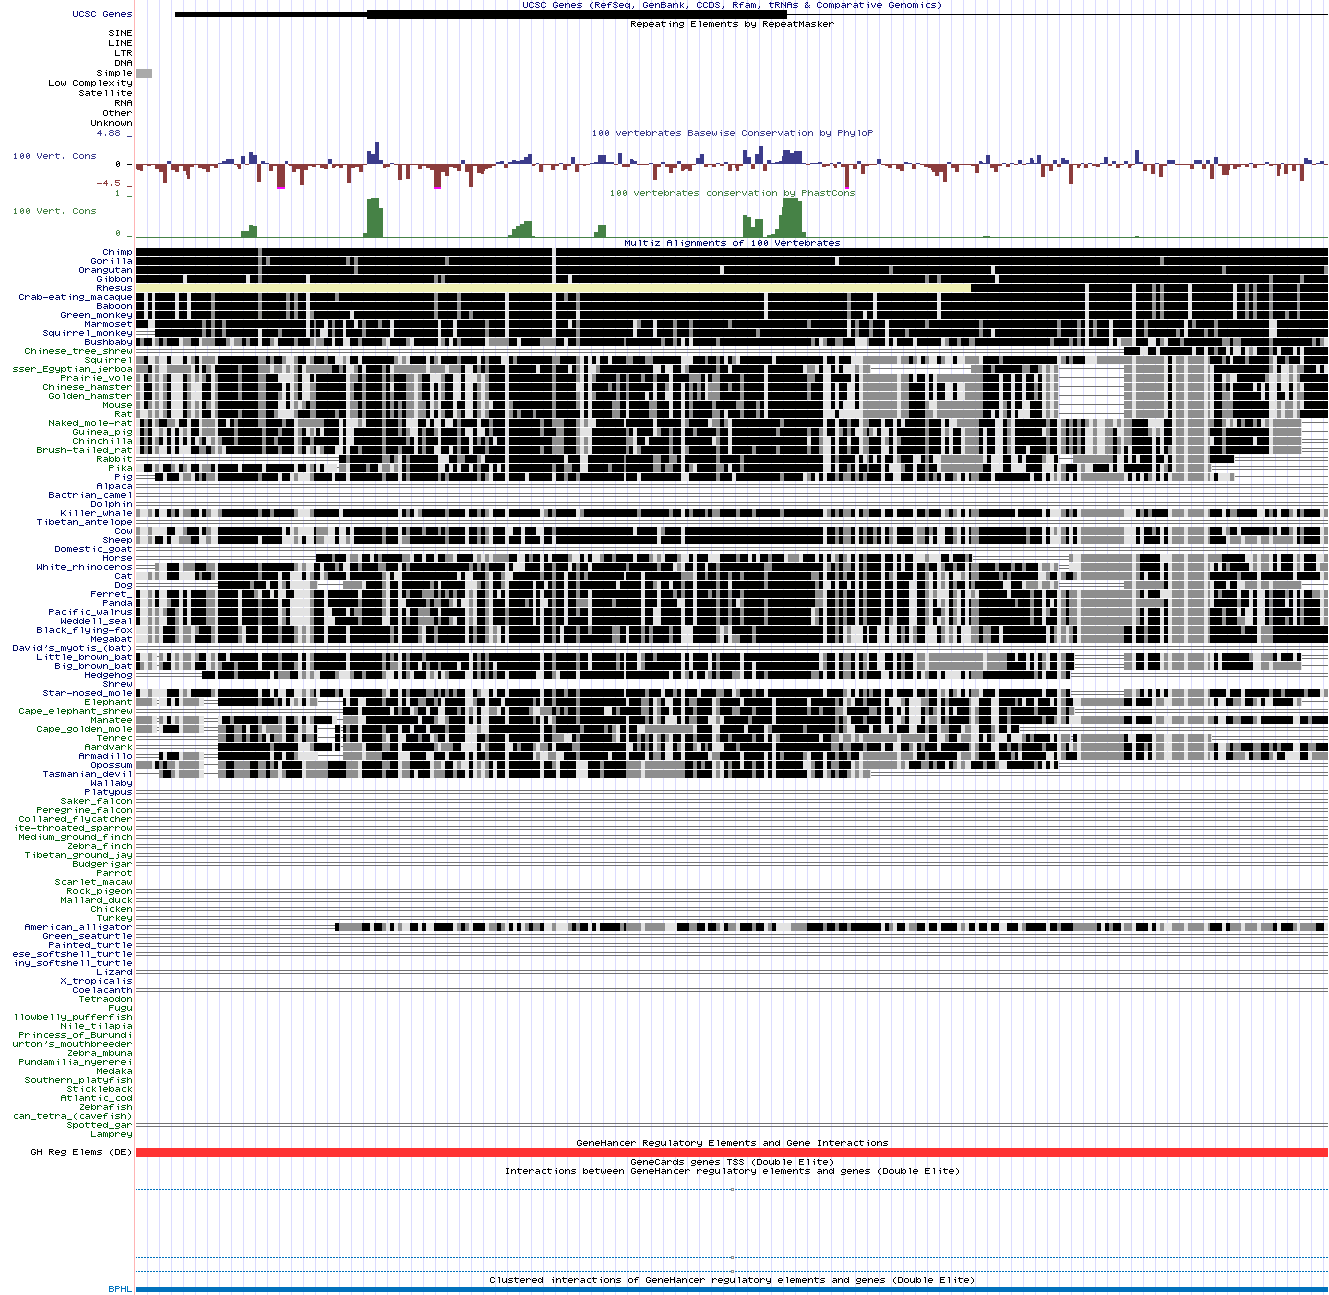 UCSC Genes (RefSeq, GenBank, CCDS, Rfam, tRNAs & Comparative Genomics)
UCSC Genes
Repeating Elements by RepeatMasker
SINE
LINE
LTR
DNA
Simple
Low Complexity
Satellite
RNA
Other
Unknown
4.88 _
100 vertebrates Basewise Conservation by PhyloP
100 Vert. Cons
0 -
-4.5 _
100 vertebrates conservation by PhastCons
1 _
100 Vert. Cons
0 _
Multiz Alignments of 100 Vertebrates
Chimp
Gorilla
Orangutan
Gibbon
Rhesus
Crab-eating_macaque
Baboon
Green_monkey
Marmoset
Squirrel_monkey
Bushbaby
Chinese_tree_shrew
Squirrel
sser_Egyptian_jerboa
Prairie_vole
Chinese_hamster
Golden_hamster
Mouse
Rat
Naked_mole-rat
Guinea_pig
Chinchilla
Brush-tailed_rat
Rabbit
Pika
Pig
Alpaca
Bactrian_camel
Dolphin
Killer_whale
Tibetan_antelope
Cow
Sheep
Domestic_goat
Horse
White_rhinoceros
Cat
Dog
Ferret_
Panda
Pacific_walrus
Weddell_seal
Black_flying-fox
Megabat
David's_myotis_(bat)
Little_brown_bat
Big_brown_bat
Hedgehog
Shrew
Star-nosed_mole
Elephant
Cape_elephant_shrew
Manatee
Cape_golden_mole
Tenrec
Aardvark
Armadillo
Opossum
Tasmanian_devil
Wallaby
Platypus
Saker_falcon
Peregrine_falcon
Collared_flycatcher
ite-throated_sparrow
Medium_ground_finch
Zebra_finch
Tibetan_ground_jay
Budgerigar
Parrot
Scarlet_macaw
Rock_pigeon
Mallard_duck
Chicken
Turkey
American_alligator
Green_seaturtle
Painted_turtle
ese_softshell_turtle
iny_softshell_turtle
Lizard
X_tropicalis
Coelacanth
Tetraodon
Fugu
llowbelly_pufferfish
Nile_tilapia
Princess_of_Burundi
urton's_mouthbreeder
Zebra_mbuna
Pundamilia_nyererei
Medaka
Southern_platyfish
Stickleback
Atlantic_cod
Zebrafish
can_tetra_(cavefish)
Spotted_gar
Lamprey
GeneHancer Regulatory Elements and Gene Interactions
GH Reg Elems (DE)
GeneCards genes TSS (Double Elite)
Interactions between GeneHancer regulatory elements and genes (Double Elite)
Clustered interactions of GeneHancer regulatory elements and genes (Double Elite)
BPHL